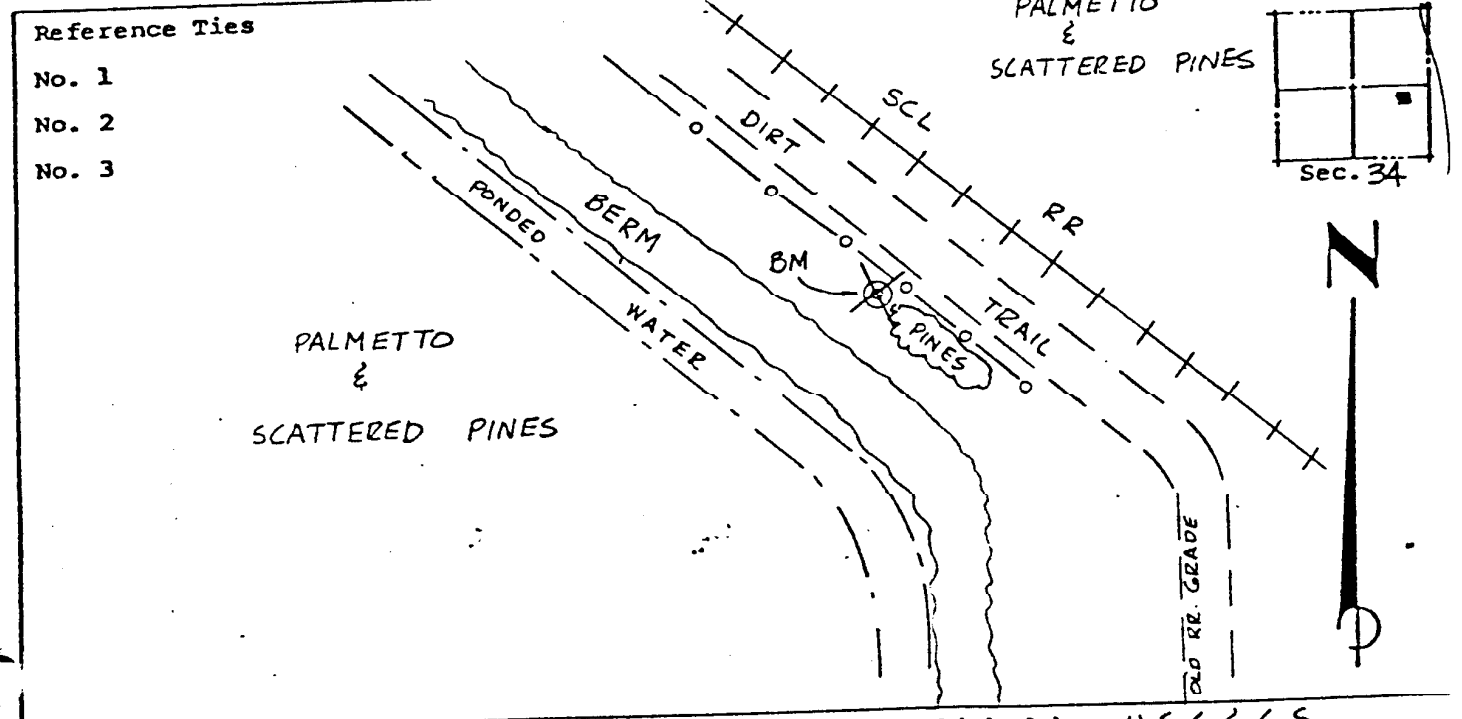 Reference Ties
No. 1
No. 2
No. 3
PALMETTO
&
SCATTERED PINES
Sec. 34
N
SCL RR
DIRT TRAIL
BM
PINES
BERM
PONDED WATER
PALMETTO
&
SCATTERED PINES
OLD RR. GRADE